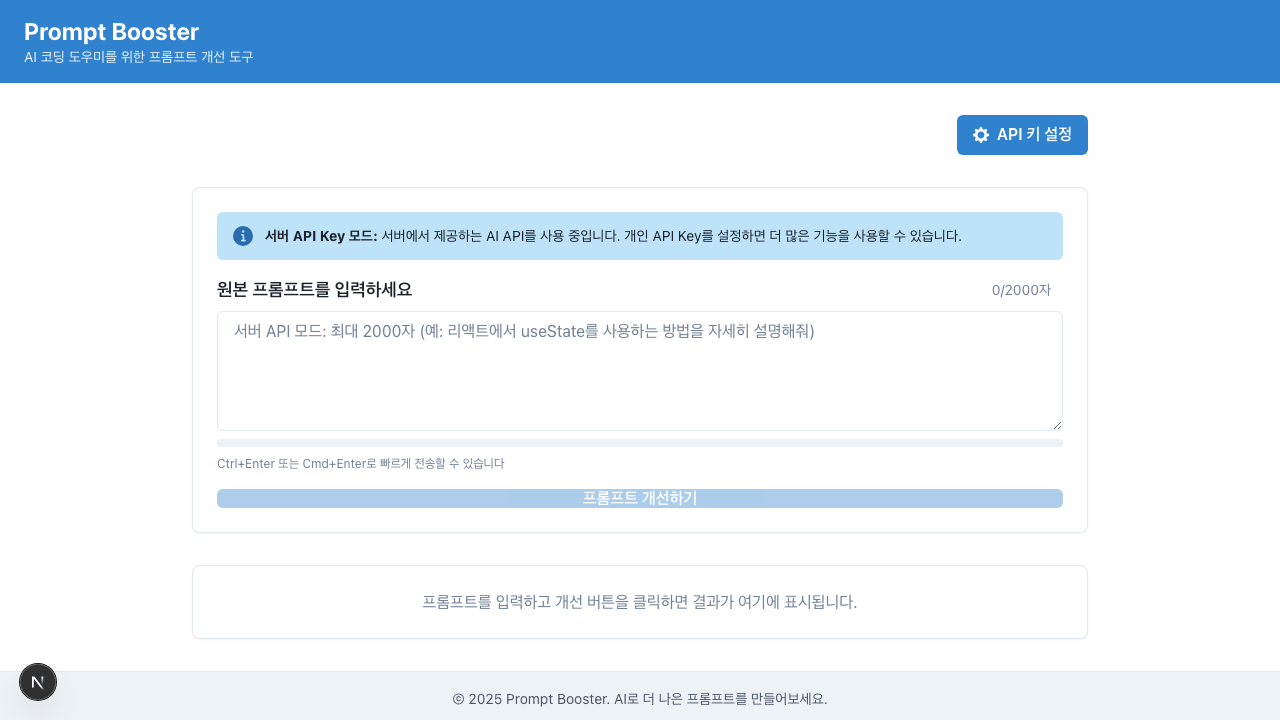 Prompt Booster
AI 코딩 도우미를 위한 프롬프트 개선 도구
API 키 설정
서버 API Key 모드: 서버에서 제공하는 AI API를 사용 중입니다. 개인 API Key를 설정하면 더 많은 기능을 사용할 수 있습니다.
원본 프롬프트를 입력하세요
0/2000자
서버 API 모드: 최대 2000자 (예: 리액트에서 useState를 사용하는 방법을 자세히 설명해줘)
Ctrl+Enter 또는 Cmd+Enter로 빠르게 전송할 수 있습니다
프롬프트 개선하기
프롬프트를 입력하고 개선 버튼을 클릭하면 결과가 여기에 표시됩니다.
N
© 2025 Prompt Booster. AI로 더 나은 프롬프트를 만들어보세요.